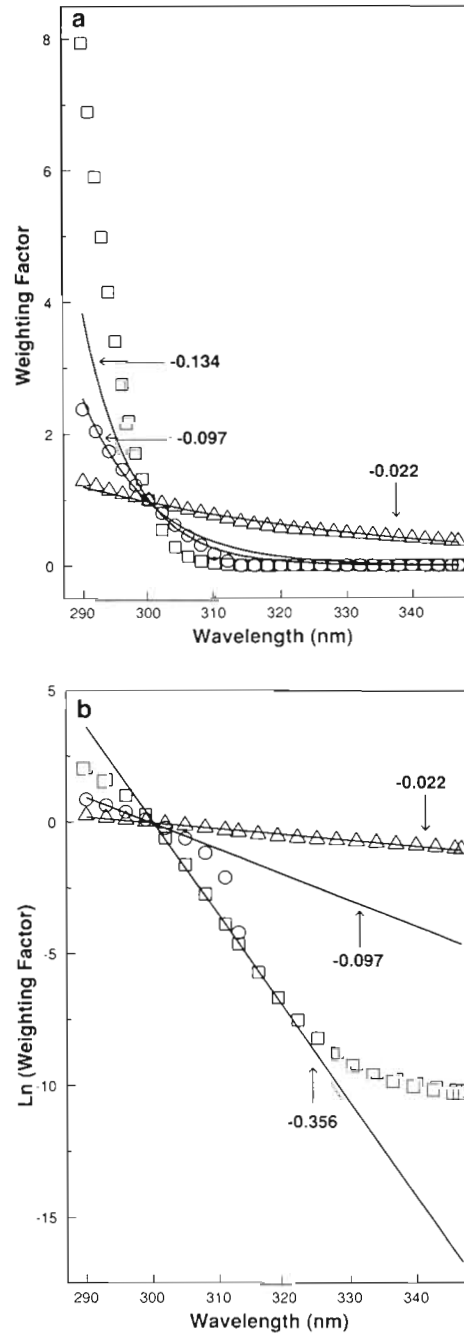 a
8
6
4
2
0
Weighting Factor
-0.134
-0.097
-0.022
290 300 310 320 330 340
Wavelength (nm)
b
5
0
-5
-10
-15
Ln (Weighting Factor)
-0.022
-0.097
-0.356
290 300 310 320 330 340
Wavelength (nm)